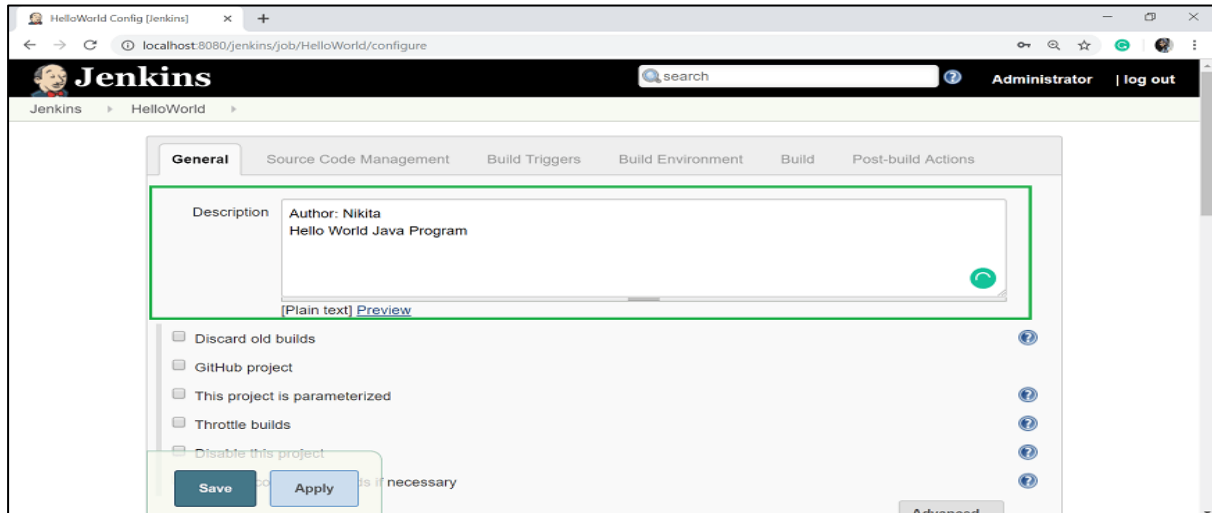 HelloWorld Config [Jenkins]
localhost:8080/jenkins/job/HelloWorld/configure
Jenkins
search
Administrator | log out
Jenkins HelloWorld
General Source Code Management Build Triggers Build Environment Build Post-build Actions
Description
Author: Nikita
Hello World Java Program
[Plain text] Preview
Discard old builds
GitHub project
This project is parameterized
Throttle builds
Disable this project
if necessary
Save Apply
Advanced...